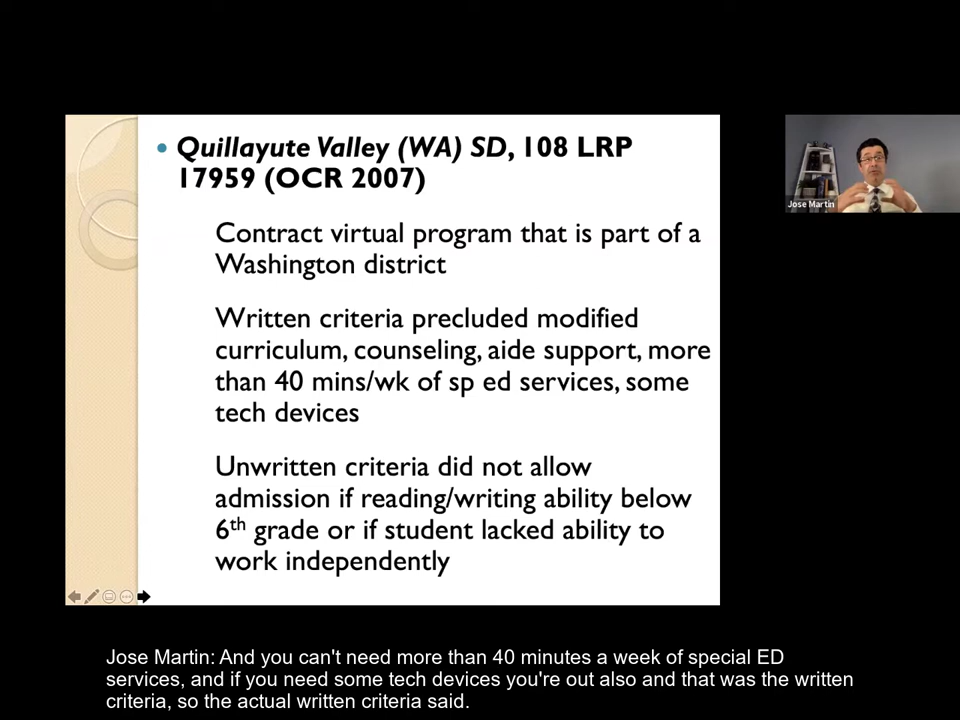 Quillayute Valley (WA) SD, 108 LRP
17959 (OCR 2007)
Contract virtual program that is part of a
Washington district
Written criteria precluded modified
curriculum, counseling, aide support, more
than 40 mins/wk of sp ed services, some
tech devices
Unwritten criteria did not allow
admission if reading/writing ability below
6th grade or if student lacked ability to
work independently
Jose Martin
Jose Martin: And you can't need more than 40 minutes a week of special ED
services, and if you need some tech devices you're out also and that was the written
criteria, so the actual written criteria said.